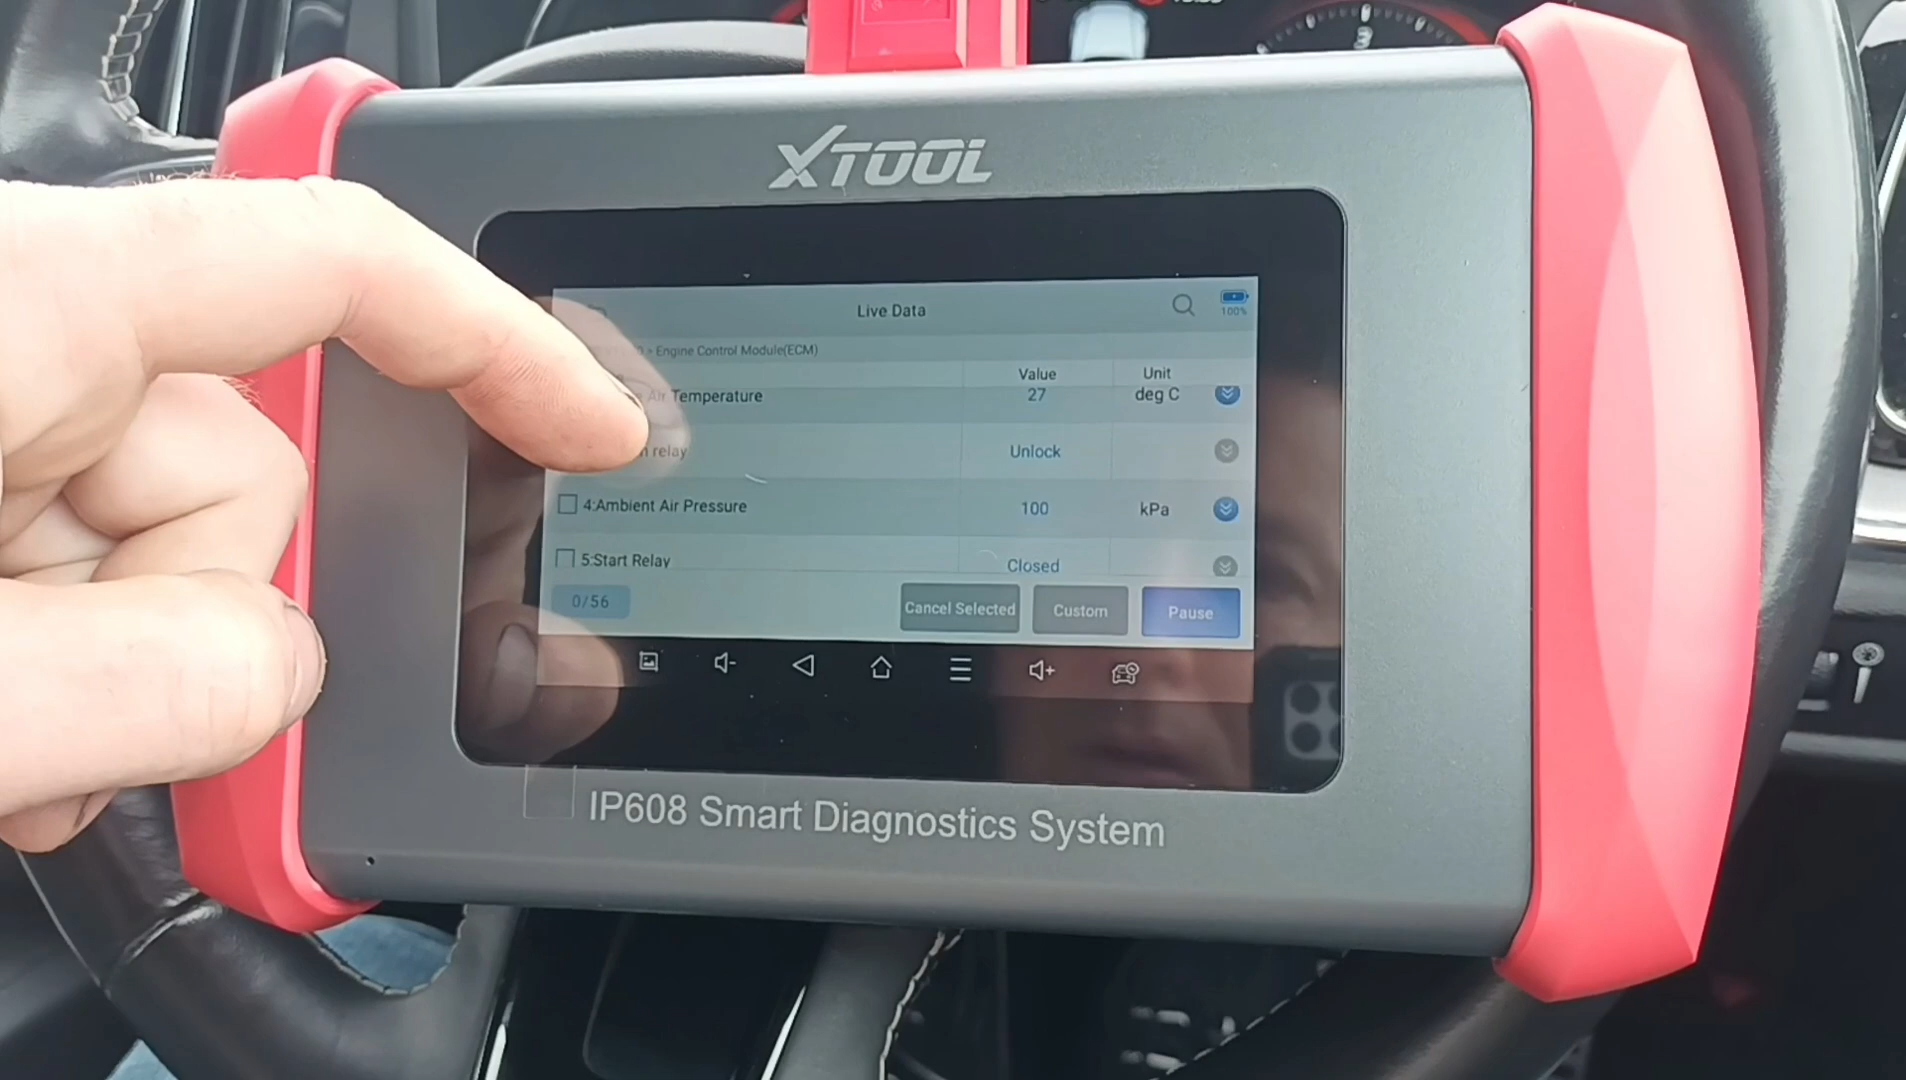 XTOOL
Live Data
100%
> Engine Control Module(ECM)
Value Unit
Air Temperature 27 deg C
relay Unlock
4:Ambient Air Pressure 100 kPa
5:Start Relay Closed
0/56 Cancel Selected Custom Pause
IP608 Smart Diagnostics System